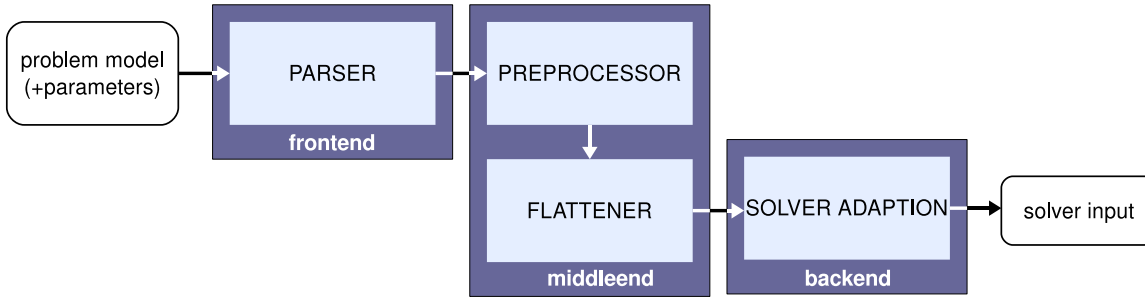 problem model
(+parameters)
PARSER
frontend
PREPROCESSOR
FLATTENER
middleend
SOLVER ADAPTION
backend
solver input